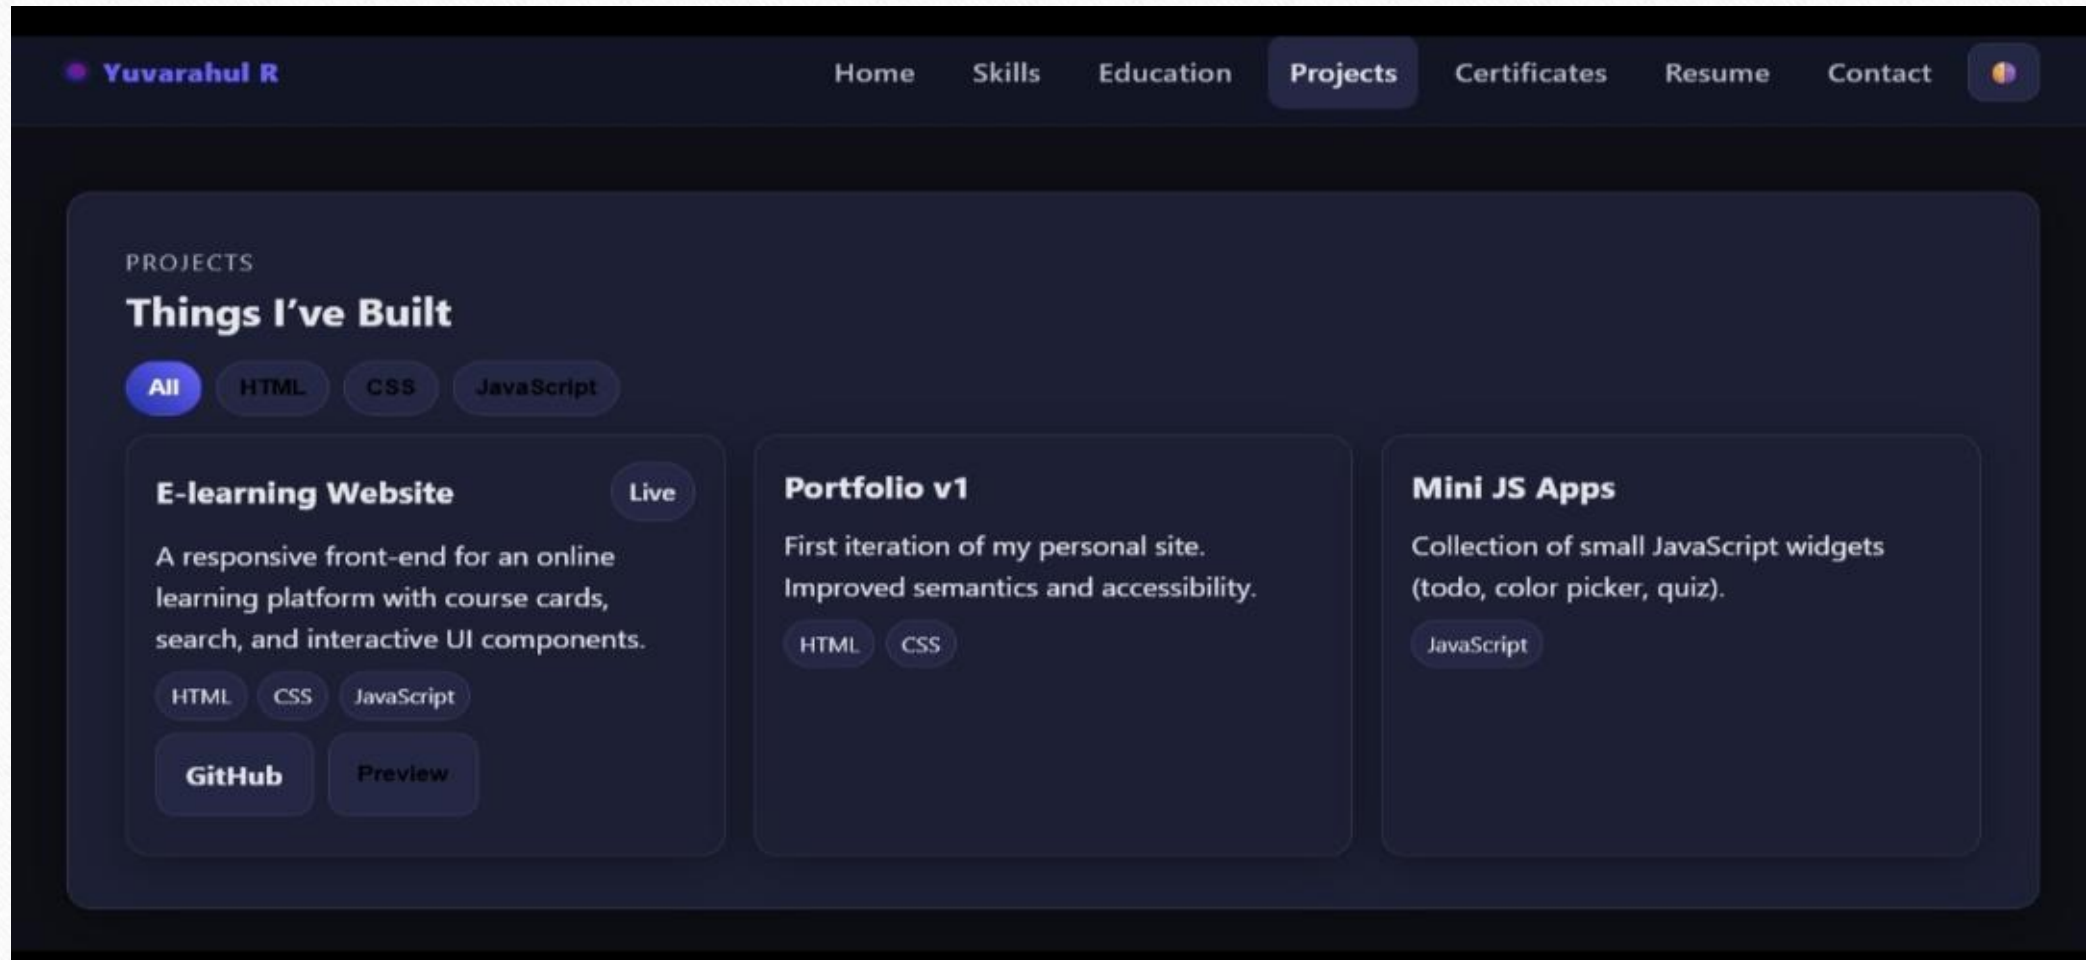 Yuvarahul R
Home Skills Education Projects Certificates Resume Contact
PROJECTS
Things I’ve Built
All HTML CSS JavaScript
E-learning Website
Live
A responsive front-end for an online
learning platform with course cards,
search, and interactive UI components.
HTML CSS JavaScript
GitHub Preview
Portfolio v1
First iteration of my personal site.
Improved semantics and accessibility.
HTML CSS
Mini JS Apps
Collection of small JavaScript widgets
(todo, color picker, quiz).
JavaScript